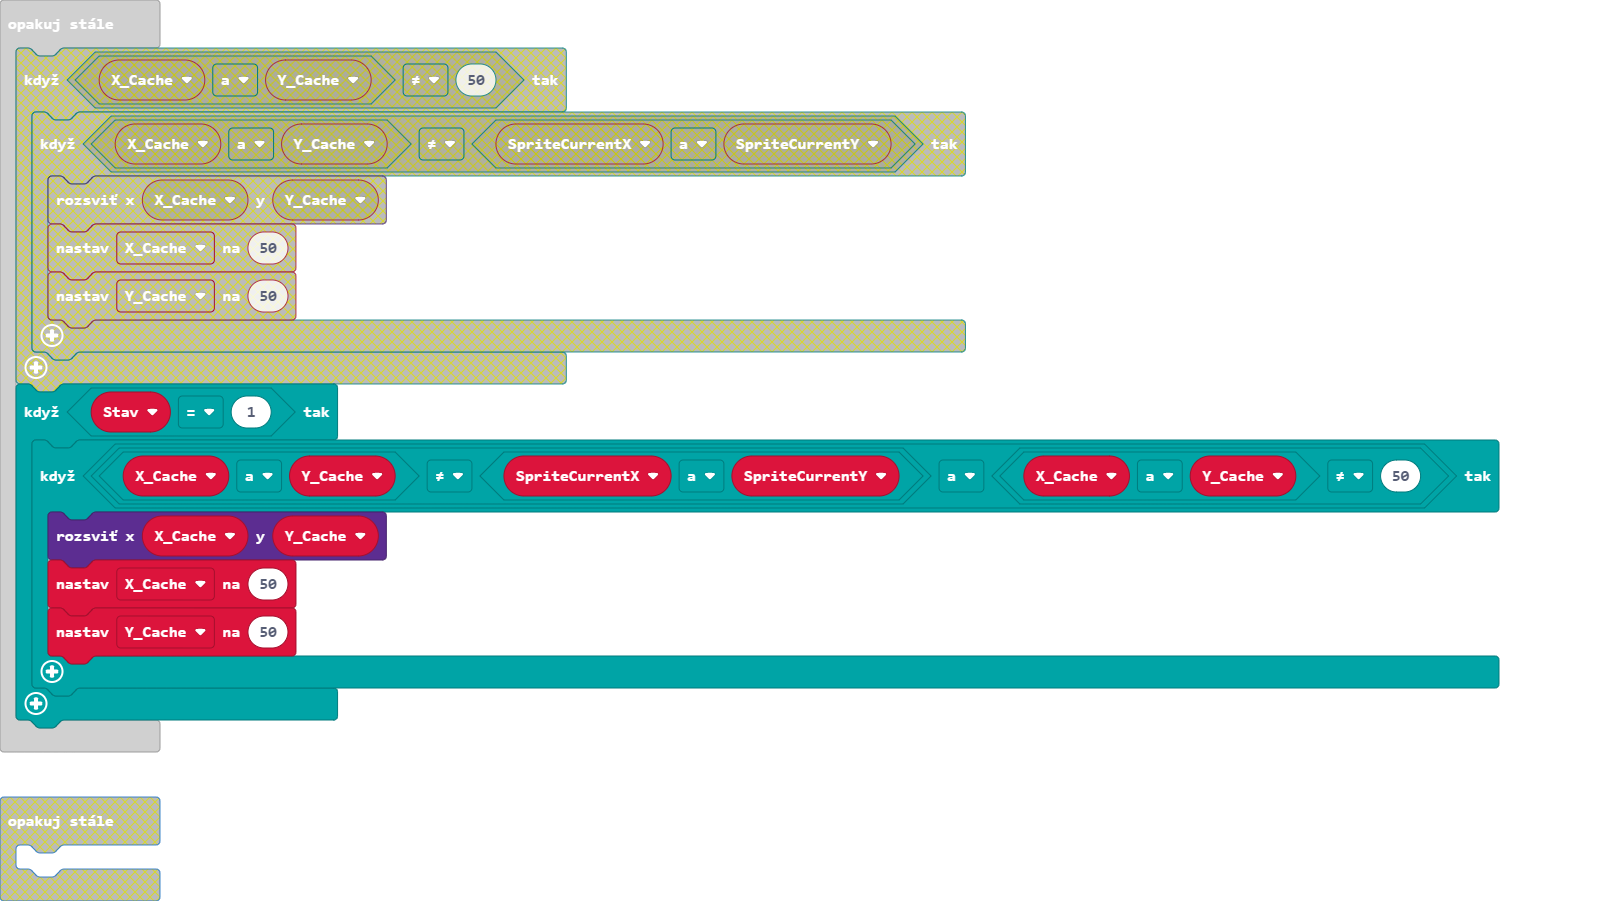 opakuj stále
když X_Cache a Y_Cache ≠ 50 tak
když X_Cache a Y_Cache ≠ SpriteCurrentX a SpriteCurrentY tak
rozsviť x X_Cache y Y_Cache
nastav X_Cache na 50
nastav Y_Cache na 50
když Stav = 1 tak
když X_Cache a Y_Cache ≠ SpriteCurrentX a SpriteCurrentY a X_Cache a Y_Cache ≠ 50 tak
rozsviť x X_Cache y Y_Cache
nastav X_Cache na 50
nastav Y_Cache na 50
opakuj stále